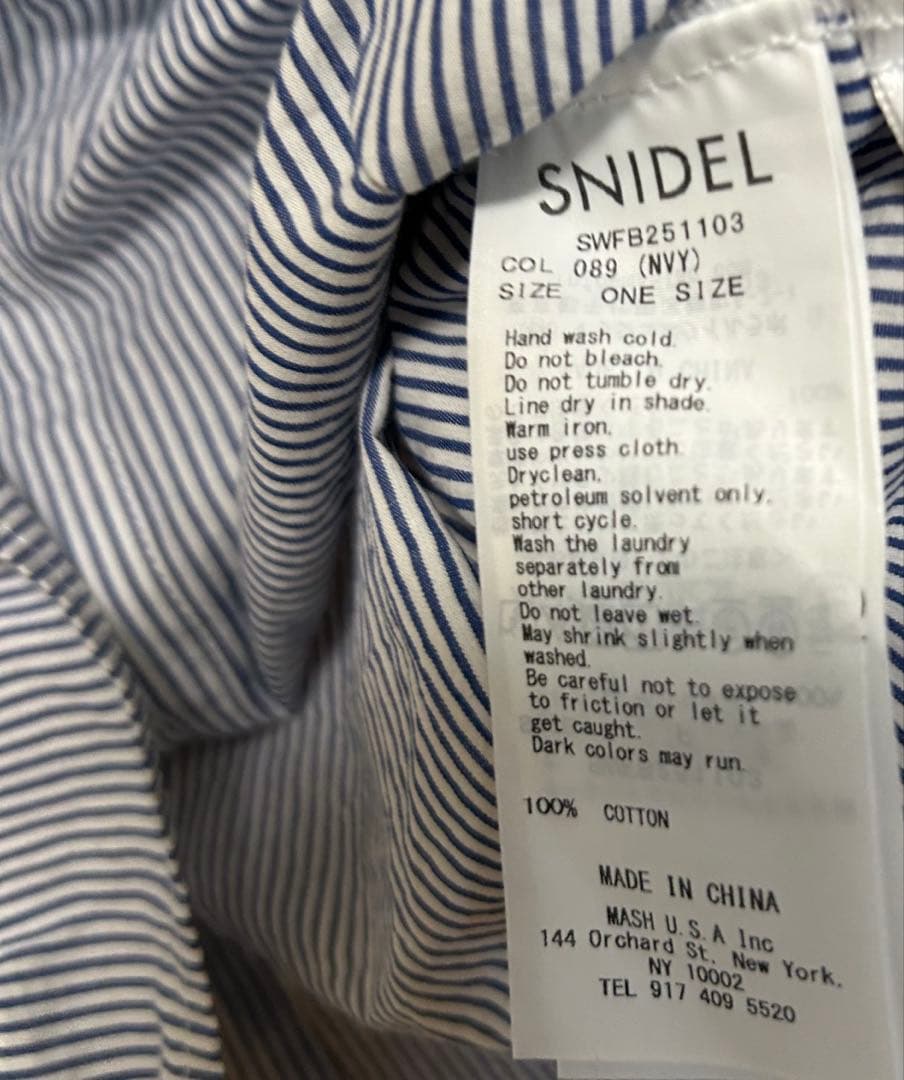 SNIDEL
SWFB251103
COL 089 (NVY)
SIZE ONE SIZE
Hand wash cold.
Do not bleach.
Do not tumble dry.
Line dry in shade.
Warm iron.
use press cloth.
Dryclean.
petroleum solvent only.
short cycle.
Wash the laundry
separately from
other laundry.
Do not leave wet.
May shrink slightly when
washed.
Be careful not to expose
to friction or let it
get caught.
Dark colors may run.
100% COTTON
MADE IN CHINA
MASH U.S.A Inc
144 Orchard St. New York.
NY 10002
TEL 917 409 5520